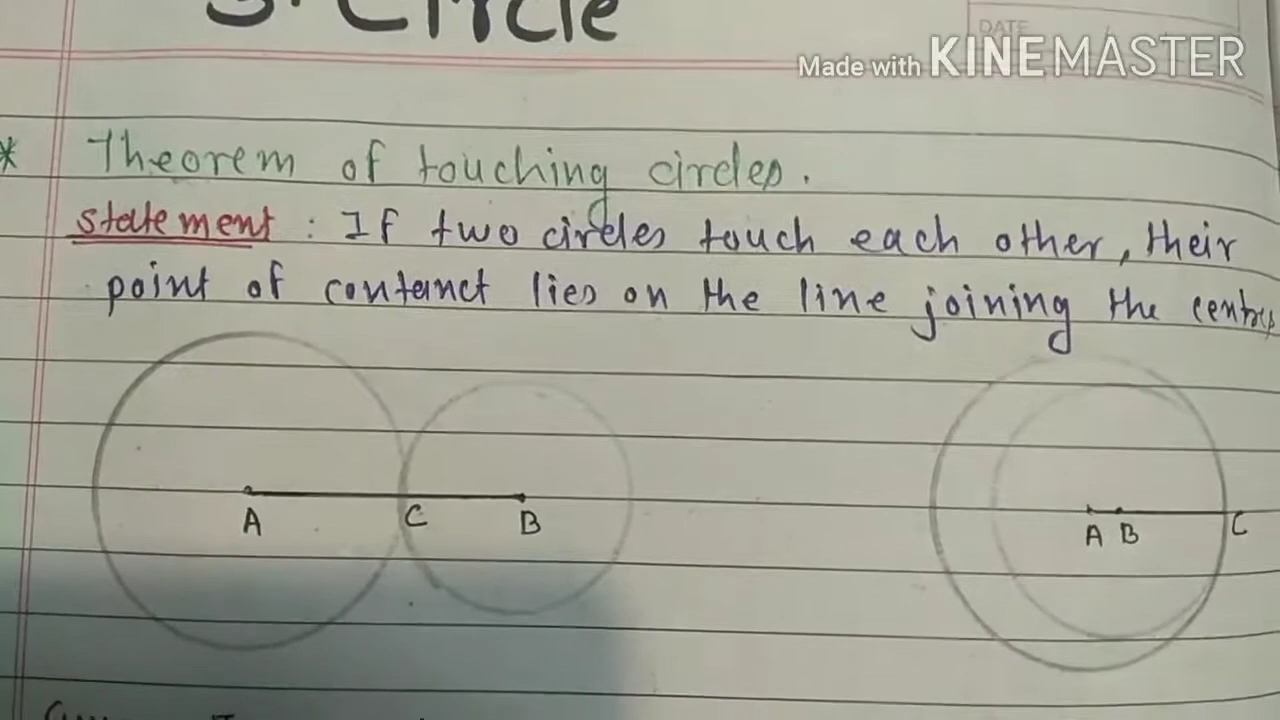 3. Circle
DATE
Made with KINEMASTER
* Theorem of touching circles.
statement : If two circles touch each other, their
point of contanct lies on the line joining the centres
A C B
A B C